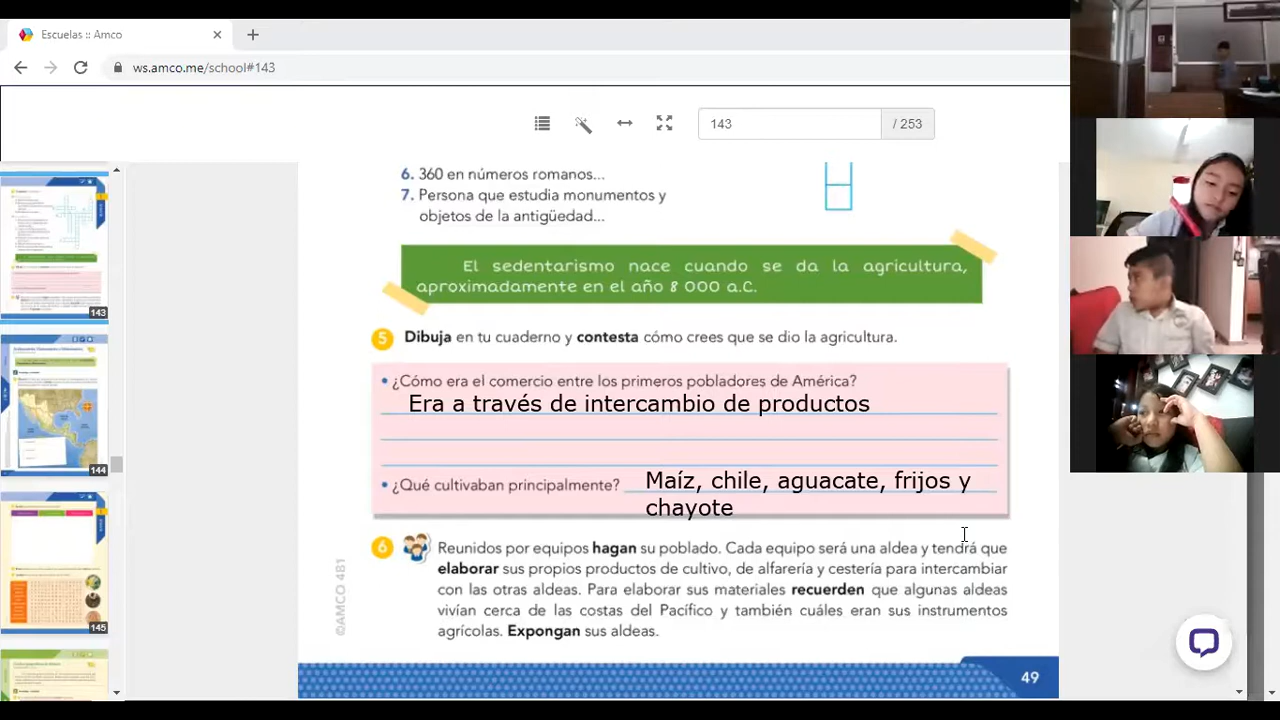 Escuelas :: Amco
ws.amco.me/school#143
143 / 253
6. 360 en números romanos...
7. Persona que estudia monumentos y
objetos de la antigüedad...
El sedentarismo nace cuando se da la agricultura,
aproximadamente en el año 8 000 a.C.
5 Dibuja en tu cuaderno y contesta cómo crees que se dio la agricultura.
• ¿Cómo era el comercio entre los primeros pobladores de América?
Era a través de intercambio de productos
• ¿Qué cultivaban principalmente? Maíz, chile, aguacate, frijos y
chayote
6 Reunidos por equipos hagan su poblado. Cada equipo será una aldea y tendrá que
elaborar sus propios productos de cultivo, de alfarería y cestería para intercambiar
con las otras aldeas. Para elaborar sus materiales recuerden que algunas aldeas
vivían cerca de las costas del Pacífico y también cuáles eran sus instrumentos
agrícolas. Expongan sus aldeas.
©AMCO 481
49
143
144
145